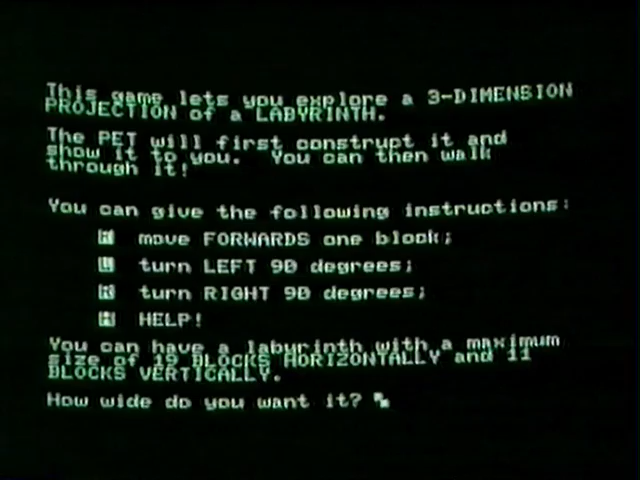 This game lets you explore a 3-DIMENSION
PROJECTION of a LABYRINTH.
The PET will first construct it and
show it to you. You can then walk
through it!
You can give the following instructions:
move FORWARDS one block;
L turn LEFT 90 degrees;
R turn RIGHT 90 degrees;
H HELP!
You can have a labyrinth with a maximum
size of 19 BLOCKS HORIZONTALLY and 11
BLOCKS VERTICALLY.
How wide do you want it?